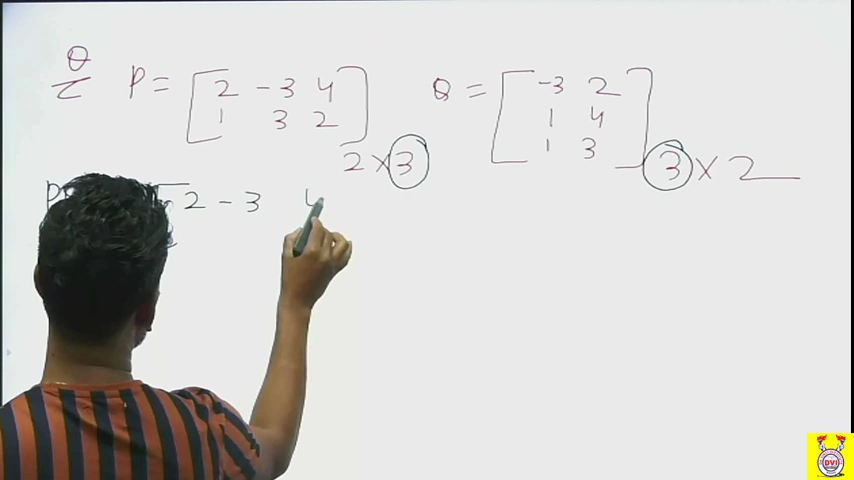 Q P = [ 2 -3 4 Q = [ -3 2
1 3 2 ] 1 4
1 3 ]
2 × 3 3 × 2
P [ 2 - 3 4
DVI